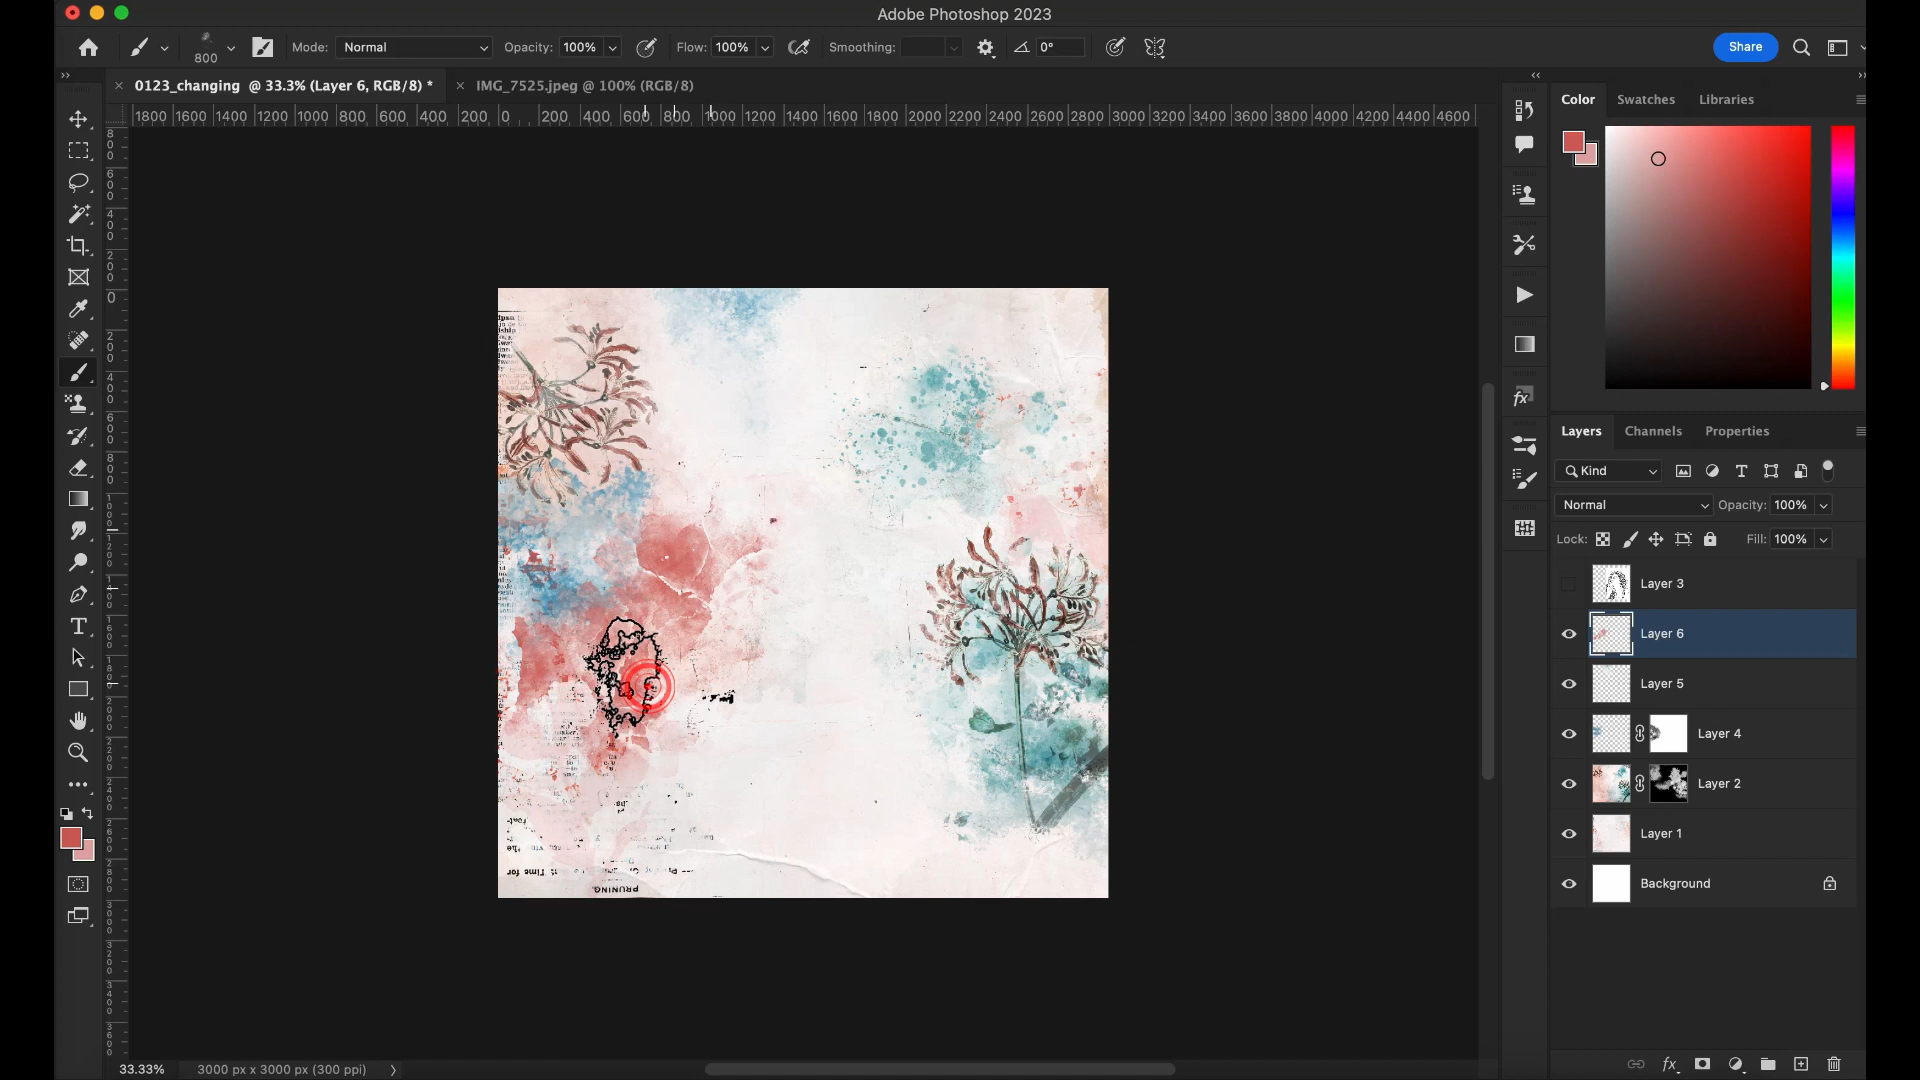 Adobe Photoshop 2023
800
Mode: Normal
Opacity: 100%
Flow: 100%
Smoothing:
0°
Share
0123_changing @ 33.3% (Layer 6, RGB/8) *
IMG_7525.jpeg @ 100% (RGB/8)
1800 1600 1400 1200 1000 800 600 400 200 0 200 400 600 800 1000 1200 1400 1600 1800 2000 2200 2400 2600 2800 3000 3200 3400 3600 3800 4000 4200 4400 4600
Color Swatches Libraries
Layers Channels Properties
Kind
Normal Opacity: 100%
Lock: Fill: 100%
Layer 3
Layer 6
Layer 5
Layer 4
Layer 2
Layer 1
Background
PRUNING.
33.33% 3000 px x 3000 px (300 ppi)